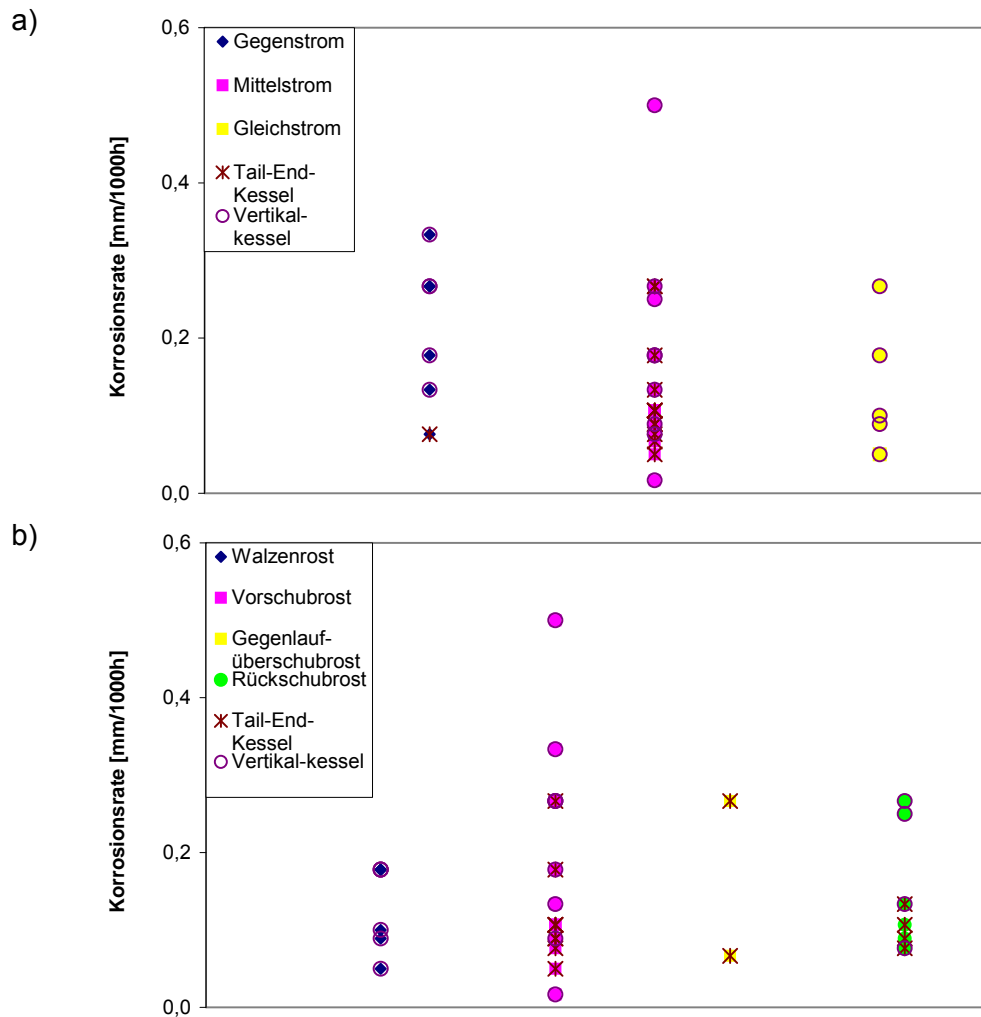 a)
0,6
0,4
0,2
0,0
Korrosionsrate [mm/1000h]
Gegenstrom
Mittelstrom
Gleichstrom
Tail-End-
Kessel
Vertikal-
kessel
b)
0,6
0,4
0,2
0,0
Korrosionsrate [mm/1000h]
Walzenrost
Vorschubrost
Gegenlauf-
überschubrost
Rückschubrost
Tail-End-
Kessel
Vertikal-kessel